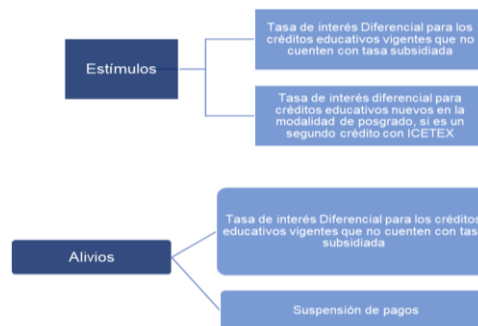 Estímulos
Tasa de interés Diferencial para los
créditos educativos vigentes que no
cuenten con tasa subsidiada
Tasa de interés diferencial para
créditos educativos nuevos en la
modalidad de posgrado, si es un
segundo crédito con ICETEX
Alivios
Tasa de interés Diferencial para los créditos
educativos vigentes que no cuenten con tasa
subsidiada
Suspensión de pagos